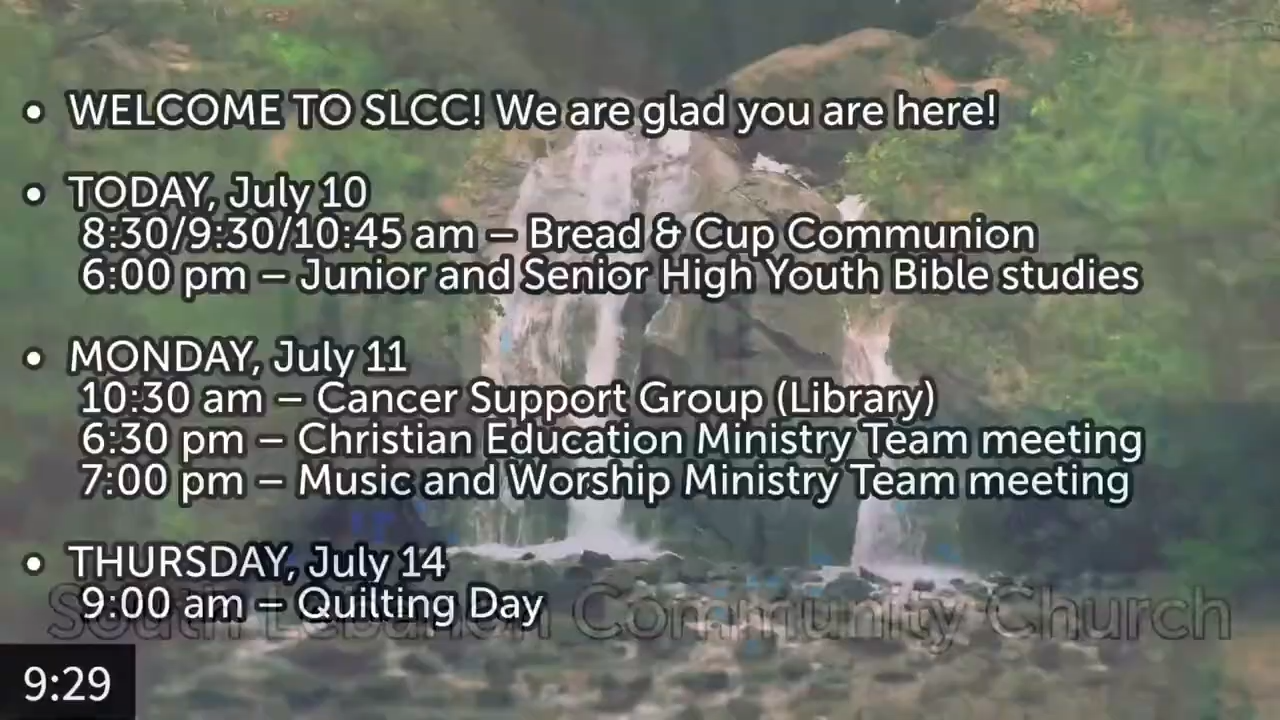 • WELCOME TO SLCC! We are glad you are here!
• TODAY, July 10
8:30/9:30/10:45 am – Bread & Cup Communion
6:00 pm – Junior and Senior High Youth Bible studies
• MONDAY, July 11
10:30 am – Cancer Support Group (Library)
6:30 pm – Christian Education Ministry Team meeting
7:00 pm – Music and Worship Ministry Team meeting
• THURSDAY, July 14
9:00 am – Quilting Day
South Lebanon Community Church
9:29